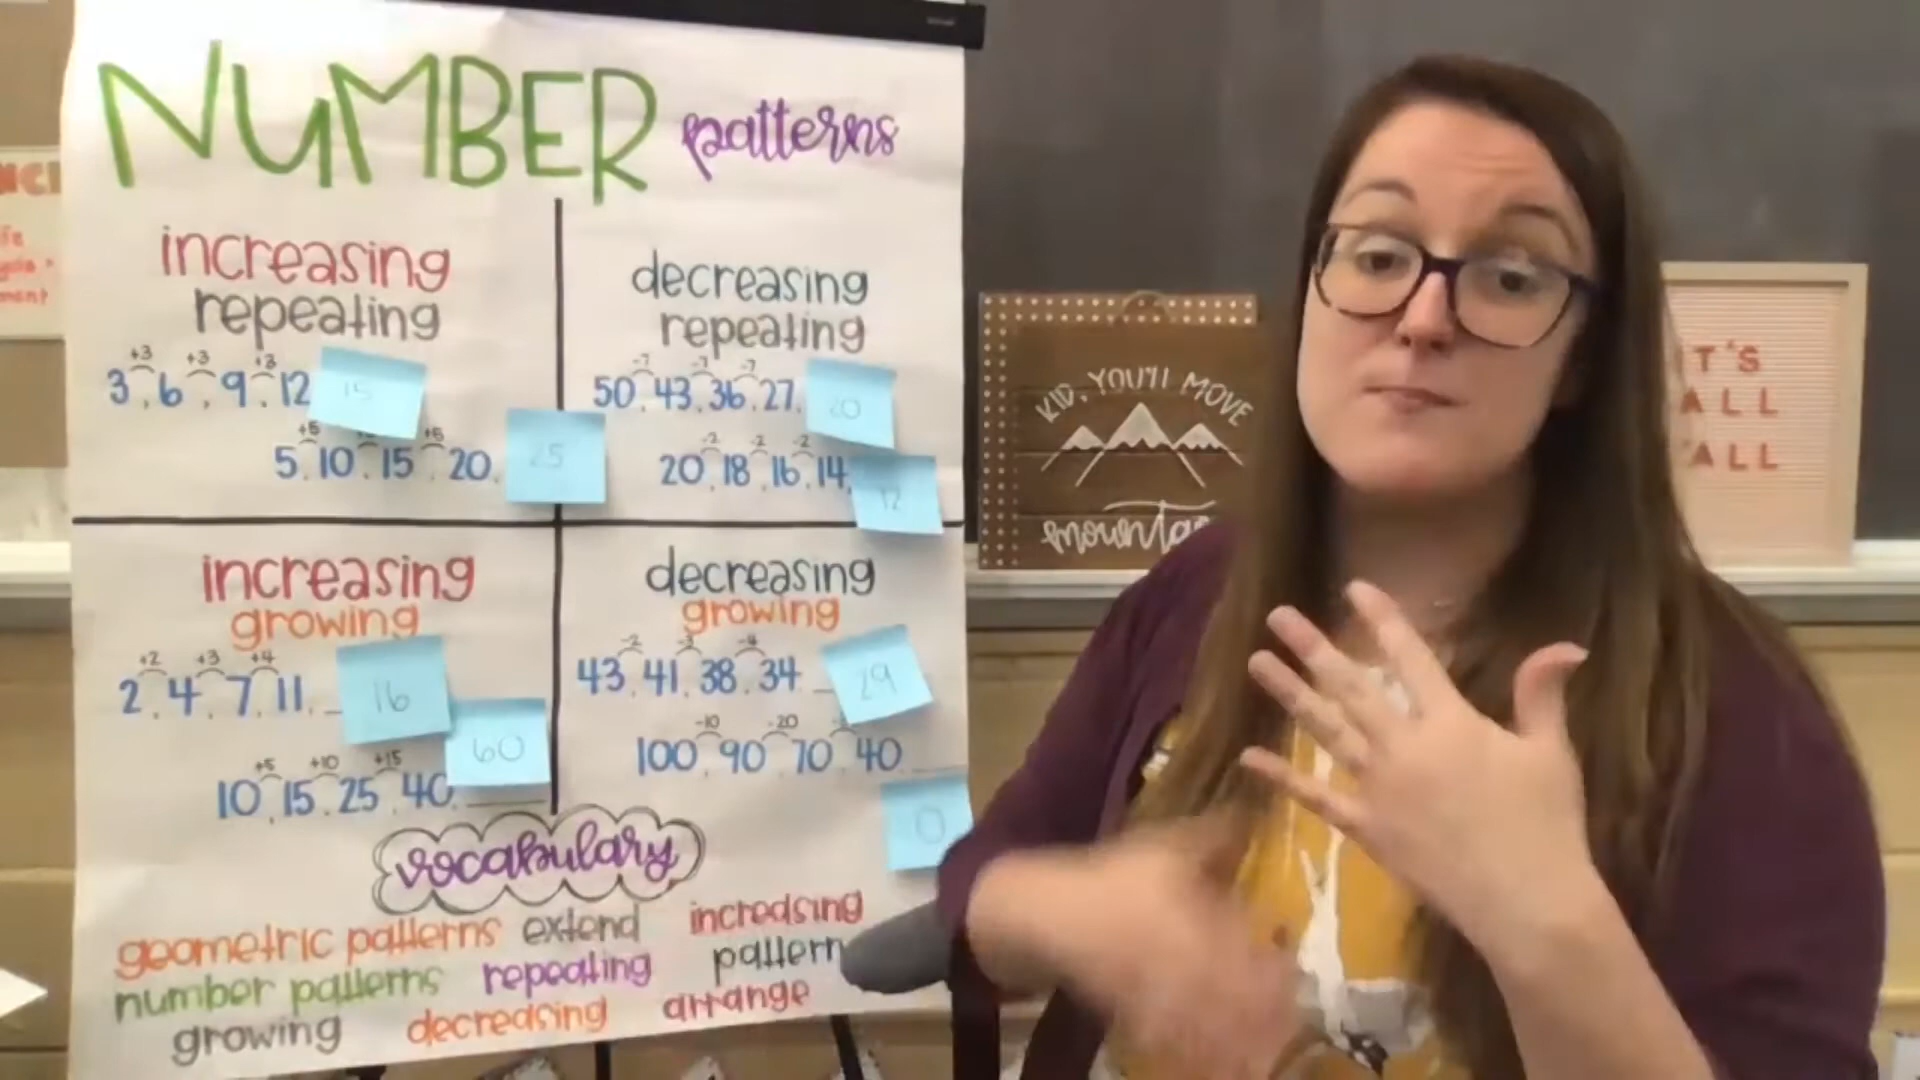 NUMBER patterns
increasing
repeating
+3 +3 +3
3, 6, 9, 12 15
+5 +5
5, 10, 15, 20, 25
decreasing
repeating
-7 -7 -7
50, 43, 36, 27, 20
-2 -2 -2
20, 18, 16, 14, 12
increasing
growing
+2 +3 +4
2, 4, 7, 11, _ 16
+5 +10 +15
10, 15, 25, 40, 60
decreasing
growing
-2 -3 -4
43, 41, 38, 34 _ 29
-10 -20
100, 90, 70, 40 0
vocabulary
geometric patterns extend increasing
number patterns repeating pattern
growing decreasing arrange
KID, YOU'll MOVE
T'S
ALL
'ALL